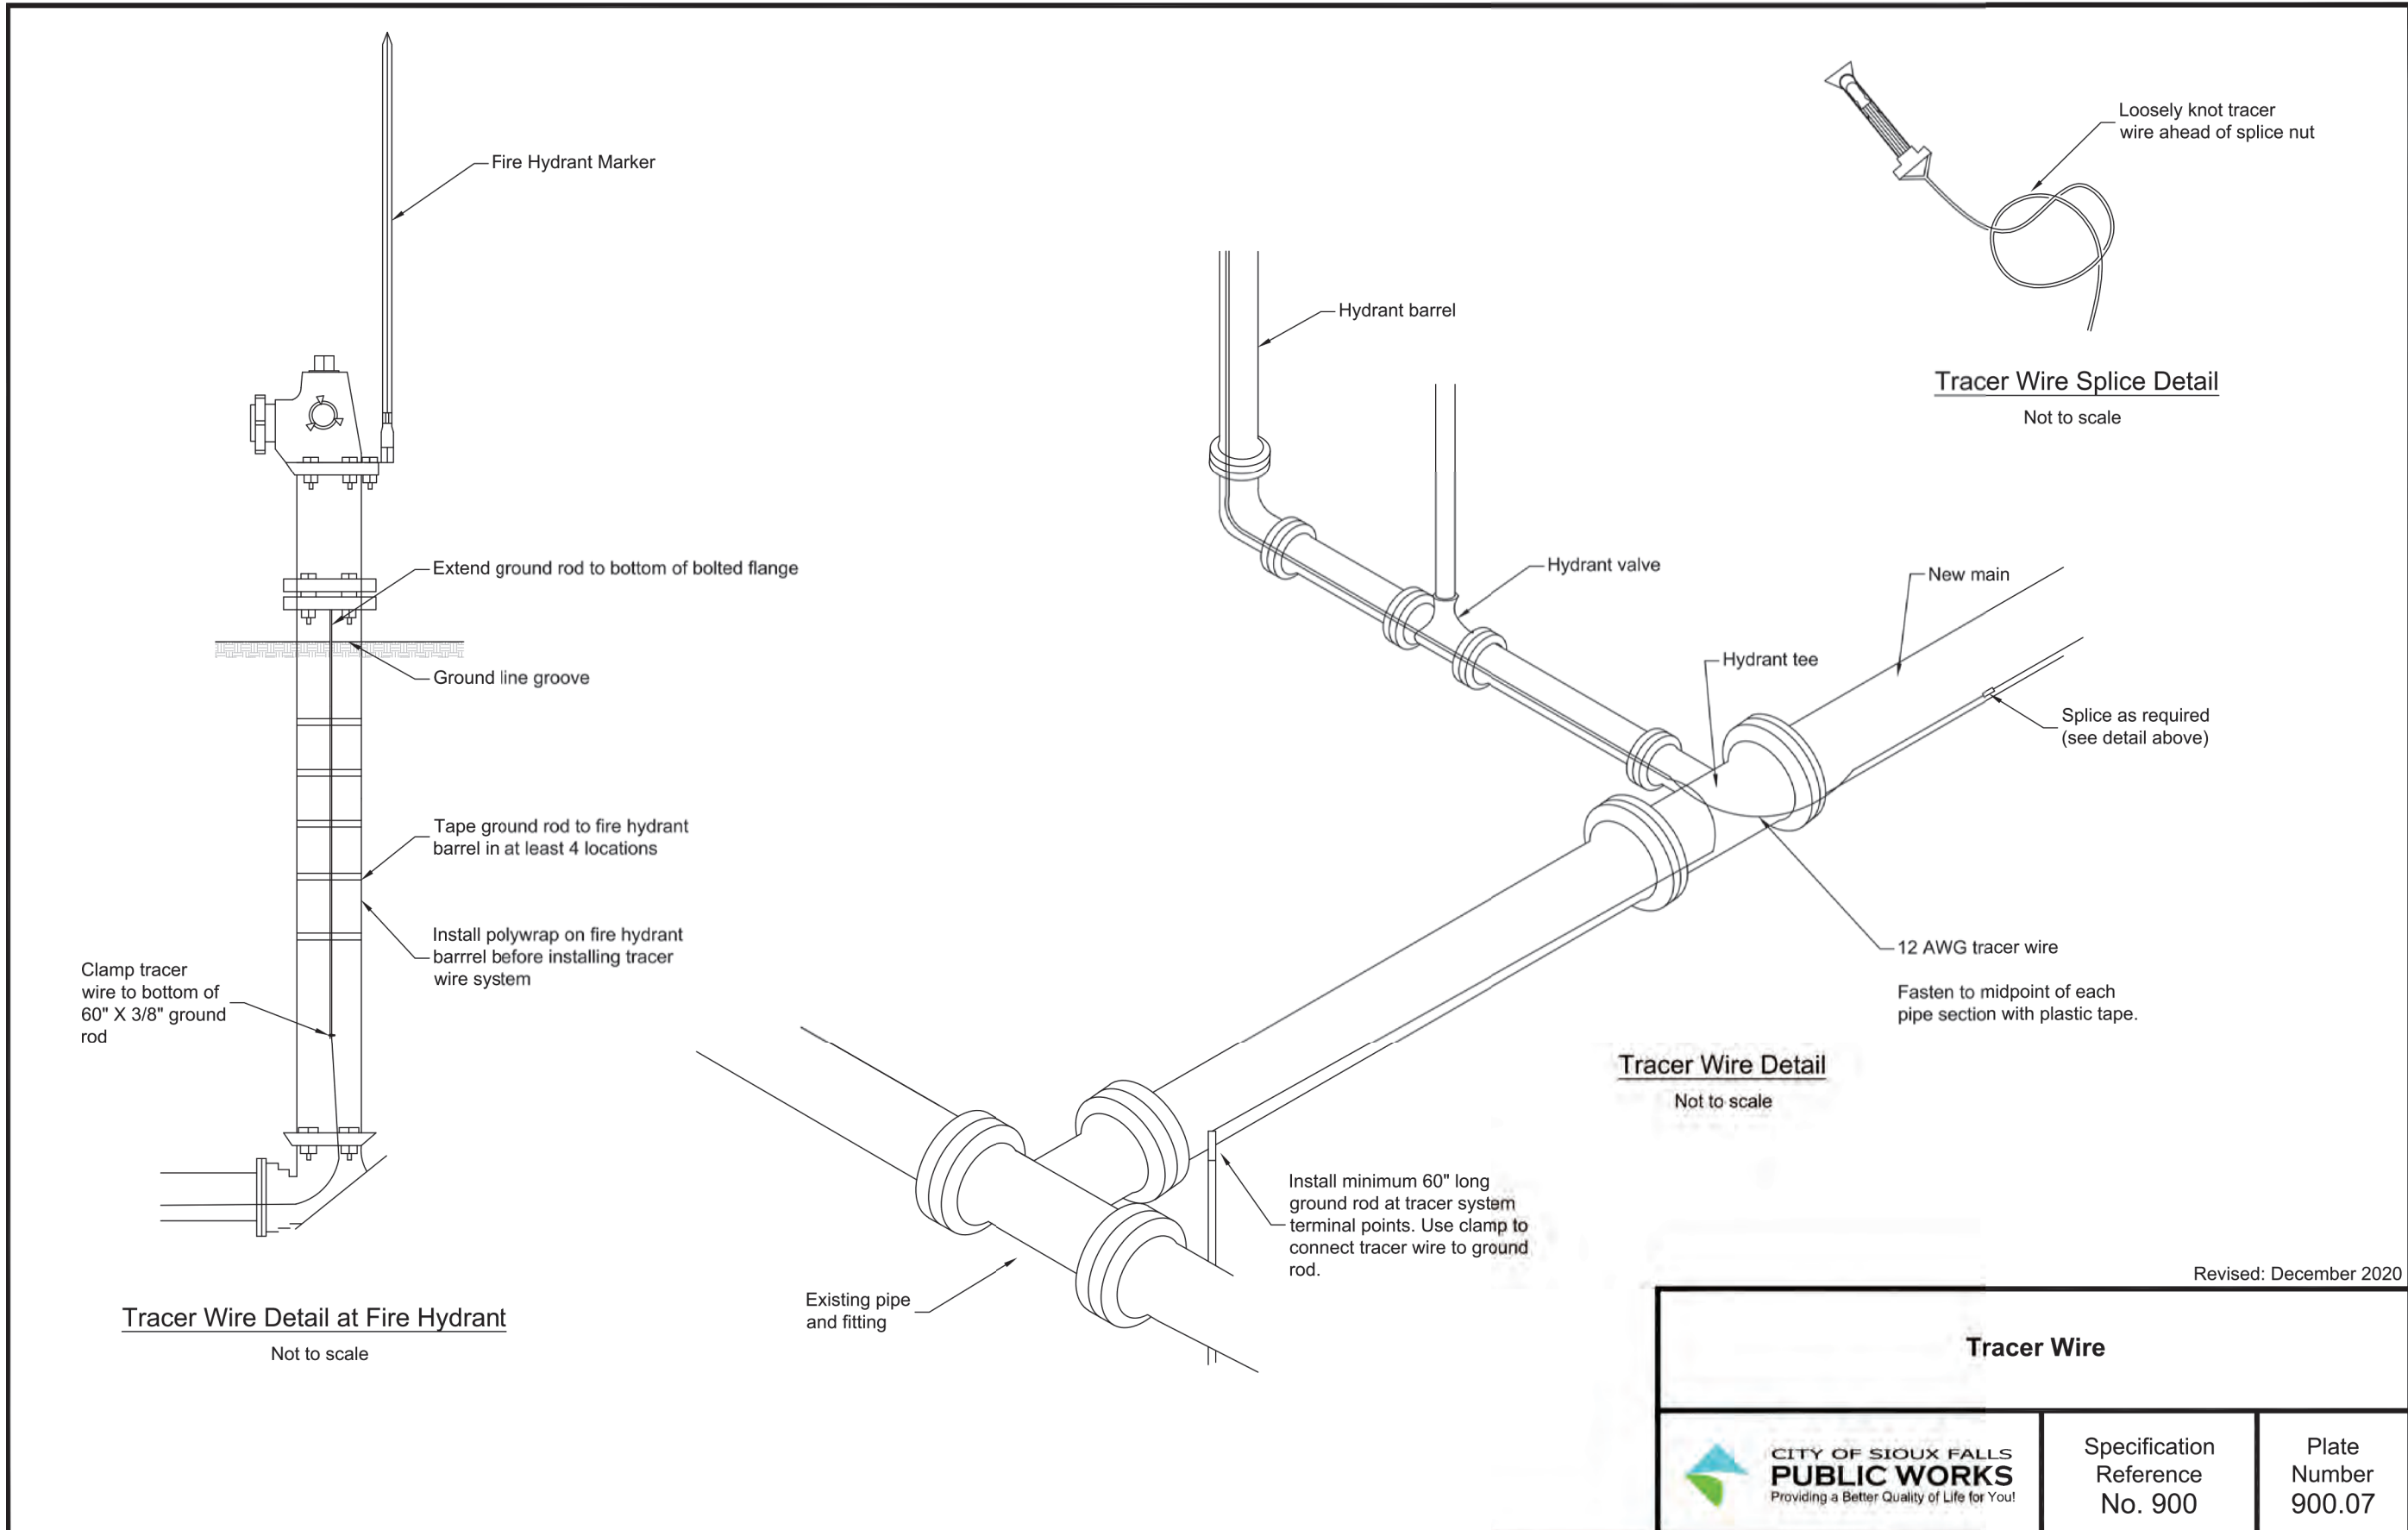 Fire Hydrant Marker
Extend ground rod to bottom of bolted flange
Ground line groove
Tape ground rod to fire hydrant
barrel in at least 4 locations
Install polywrap on fire hydrant
barrrel before installing tracer
wire system
Clamp tracer
wire to bottom of
60" X 3/8" ground
rod
Tracer Wire Detail at Fire Hydrant
Not to scale
Loosely knot tracer
wire ahead of splice nut
Tracer Wire Splice Detail
Not to scale
Hydrant barrel
Hydrant valve
New main
Hydrant tee
Splice as required
(see detail above)
12 AWG tracer wire
Fasten to midpoint of each
pipe section with plastic tape.
Tracer Wire Detail
Not to scale
Install minimum 60" long
ground rod at tracer system
terminal points. Use clamp to
connect tracer wire to ground
rod.
Existing pipe
and fitting
Revised: December 2020
Tracer Wire
CITY OF SIOUX FALLS
PUBLIC WORKS
Providing a Better Quality of Life for You!
Specification
Reference
No. 900
Plate
Number
900.07